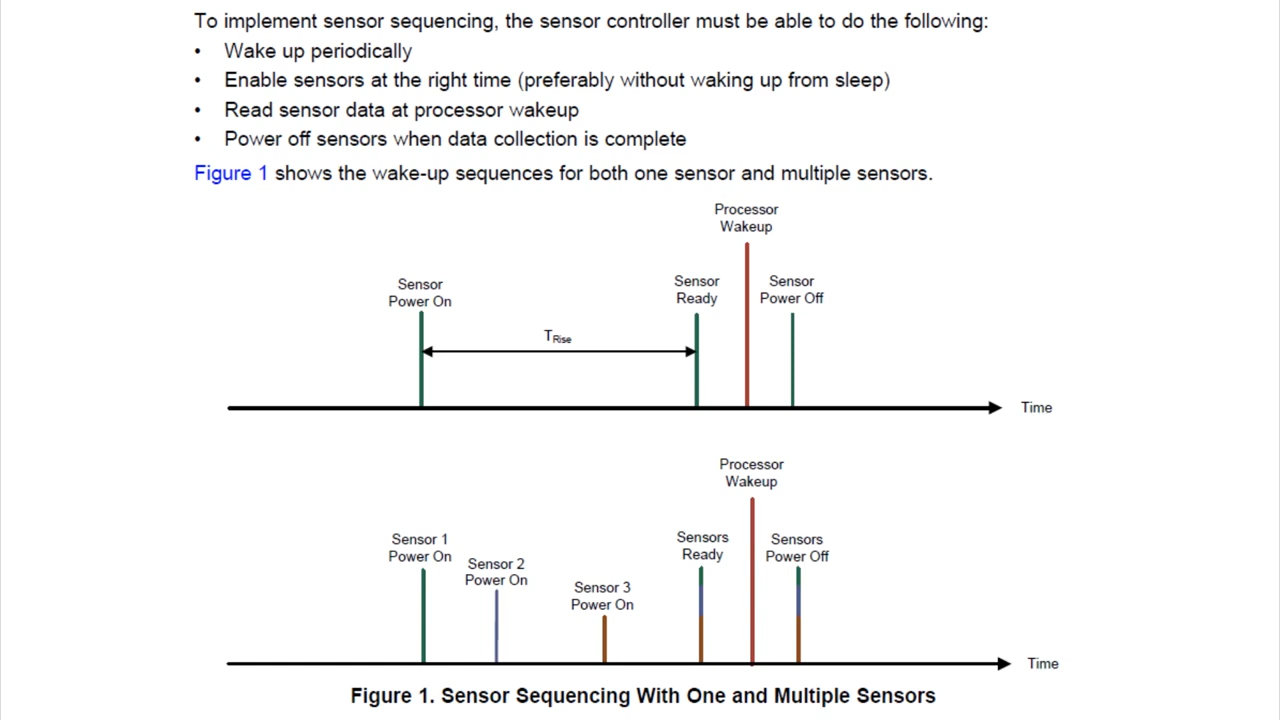 To implement sensor sequencing, the sensor controller must be able to do the following:
• Wake up periodically
• Enable sensors at the right time (preferably without waking up from sleep)
• Read sensor data at processor wakeup
• Power off sensors when data collection is complete
Figure 1 shows the wake-up sequences for both one sensor and multiple sensors.
Processor
Wakeup
Sensor
Power On
Sensor
Ready
Sensor
Power Off
TRise
Time
Processor
Wakeup
Sensor 1
Power On
Sensor 2
Power On
Sensor 3
Power On
Sensors
Ready
Sensors
Power Off
Time
Figure 1. Sensor Sequencing With One and Multiple Sensors